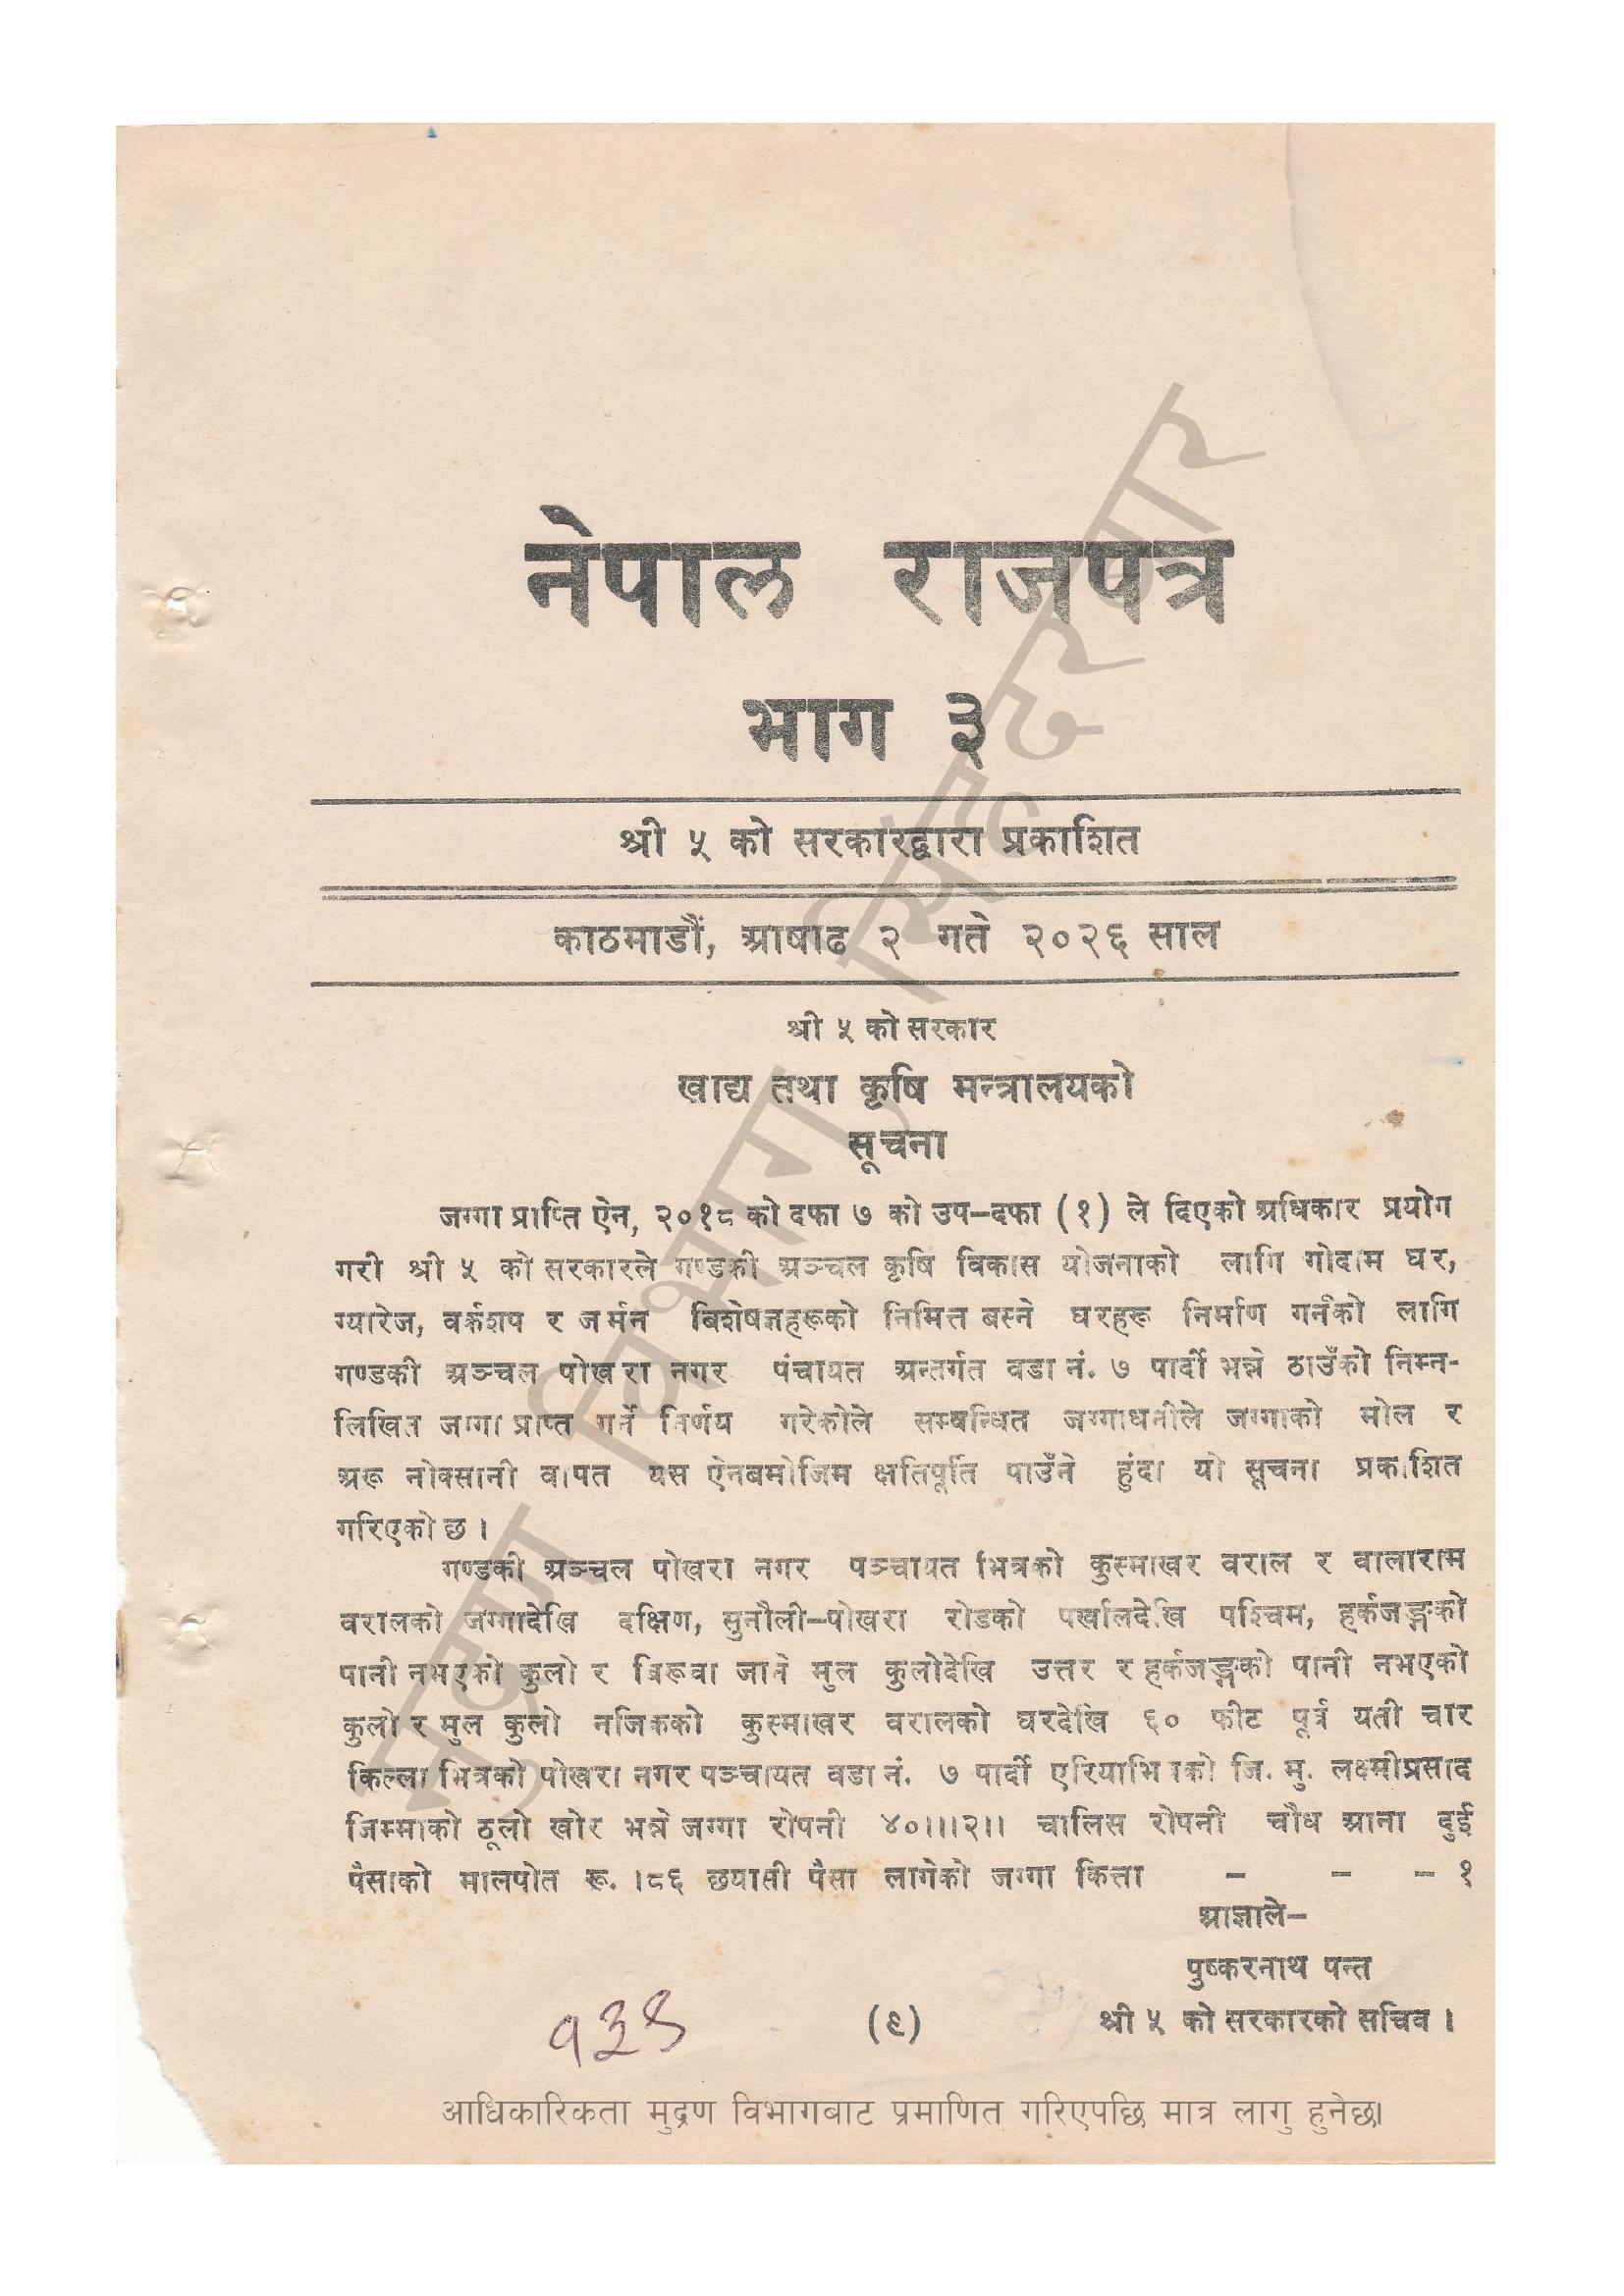 नेपाल राजपत्र
भाग ३
श्री ५ को सरकारद्वारा प्रकाशित
काठमाडौं, आषाढ २ गते २०२६ साल
श्री ५ को सरकार
खाद्य तथा कृषि मन्त्रालयको
सूचना
जग्गा प्राप्ति ऐन, २०१८ को दफा ७ को उप-दफा (१) ले दिएको अधिकार प्रयोग
गरी श्री ५ को सरकारले गण्डकी अञ्चल कृषि विकास योजनाको लागि गोदाम घर,
ग्यारेज, वर्कशप र जर्मन बिशेषज्ञहरूको निमित्त बस्ने घरहरू निर्माण गर्नको लागि
गण्डकी अञ्चल पोखरा नगर पंचायत अन्तर्गत वडा नं. ७ पार्दी भन्ने ठाउँको निम्न-
लिखित जग्गा प्राप्त गर्ने निर्णय गरेकोले सम्बन्धित जग्गाधनीले जग्गाको मोल र
अरू नोक्सानी वापत यस ऐनबमोजिम क्षतिपूर्ति पाउँने हुंदा यो सूचना प्रकाशित
गरिएको छ ।
गण्डकी अञ्चल पोखरा नगर पञ्चायत भित्रको कुस्माखर वराल र वालाराम
वरालको जग्गादेखि दक्षिण, सुनौली-पोखरा रोडको पर्खालदेखि पश्चिम, हर्कजङ्गको
पानी नभएको कुलो र बिरूवा जाने मुल कुलोदेखि उत्तर र हर्कजङ्गको पानी नभएको
कुलो र मुल कुलो नजिकको कुस्माखर वरालको घरदेखि ६० फीट पूर्व यती चार
किल्ला भित्रको पोखरा नगर पञ्चायत वडा नं. ७ पार्दी एरियाभित्रको जि. मु. लक्ष्मीप्रसाद
जिम्माको ठूलो खोर भन्ने जग्गा रोपनी ४०।।।२।। चालिस रोपनी चौध आना दुई
पैसाको मालपोत रू. ।८६ छयासी पैसा लागेको जग्गा कित्ता - - - १
आज्ञाले-
पुष्करनाथ पन्त
श्री ५ को सरकारको सचिव ।
(९)
आधिकारिकता मुद्रण विभागबाट प्रमाणित गरिएपछि मात्र लागु हुनेछ।
मुद्रण विभाग, सिंहदरबार